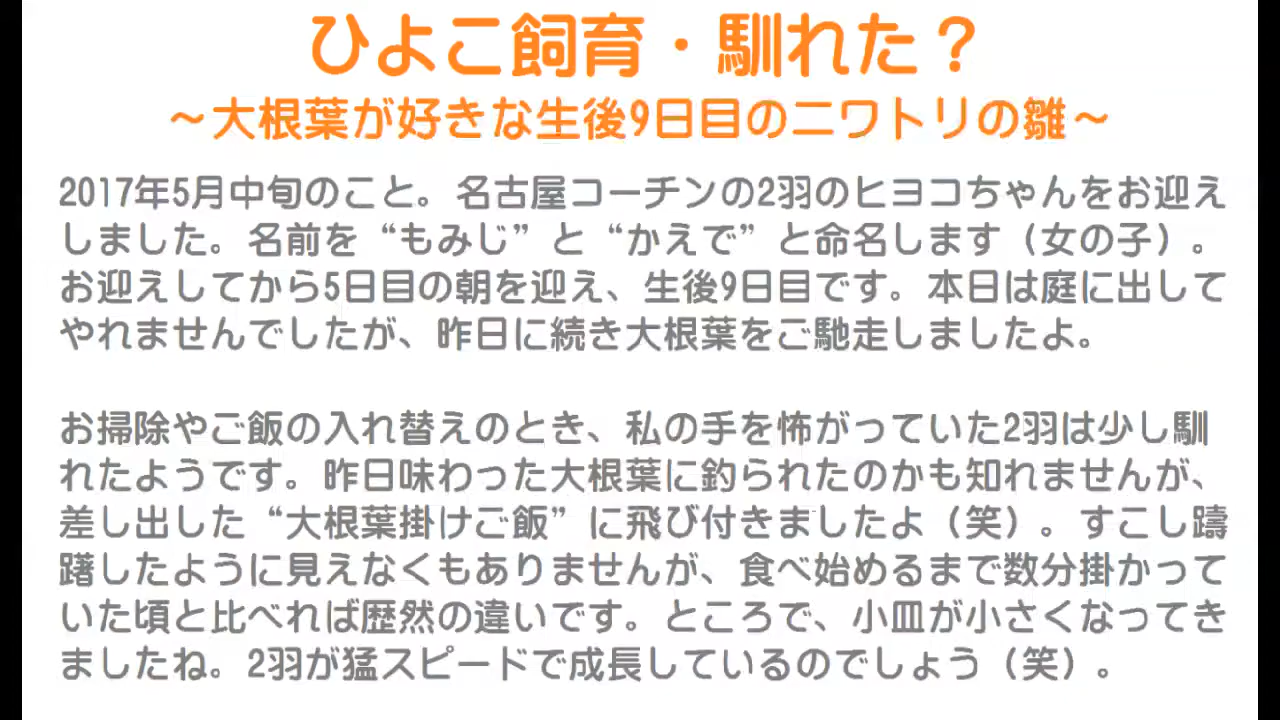 ひよこ飼育・馴れた？
～大根葉が好きな生後9日目のニワトリの雛～
2017年5月中旬のこと。名古屋コーチンの2羽のヒヨコちゃんをお迎え
しました。名前を“もみじ”と“かえで”と命名します（女の子）。
お迎えしてから5日目の朝を迎え、生後9日目です。本日は庭に出して
やれませんでしたが、昨日に続き大根葉をご馳走しましたよ。
お掃除やご飯の入れ替えのとき、私の手を怖がっていた2羽は少し馴
れたようです。昨日味わった大根葉に釣られたのかも知れませんが、
差し出した“大根葉掛けご飯”に飛び付きましたよ（笑）。すこし躊
躇したように見えなくもありませんが、食べ始めるまで数分掛かって
いた頃と比べれば歴然の違いです。ところで、小皿が小さくなってき
ましたね。2羽が猛スピードで成長しているのでしょう（笑）。